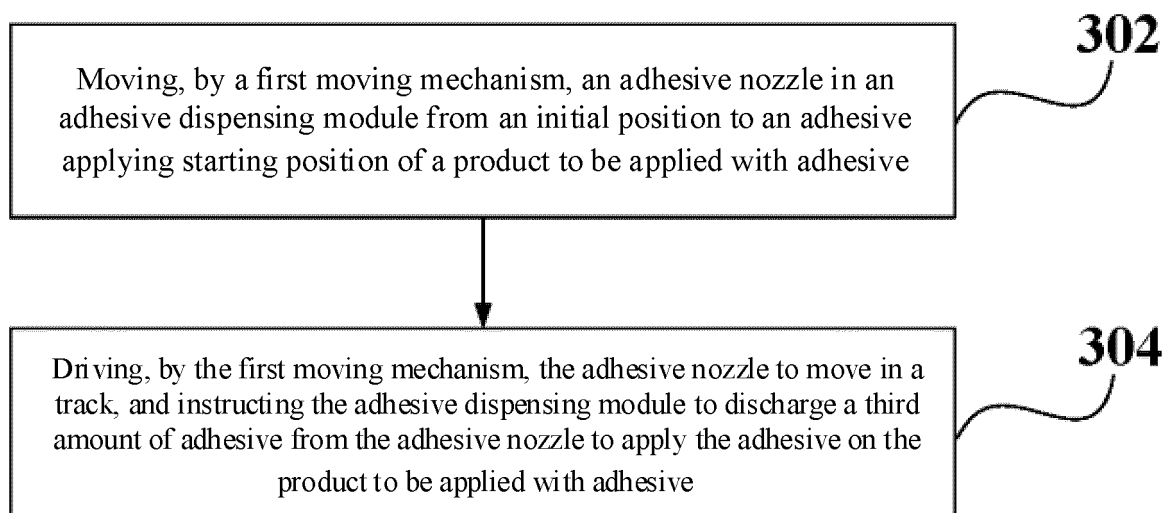 302
Moving, by a first moving mechanism, an adhesive nozzle in an
adhesive dispensing module from an initial position to an adhesive
applying starting position of a product to be applied with adhesive
304
Driving, by the first moving mechanism, the adhesive nozzle to move in a
track, and instructing the adhesive dispensing module to discharge a third
amount of adhesive from the adhesive nozzle to apply the adhesive on the
product to be applied with adhesive